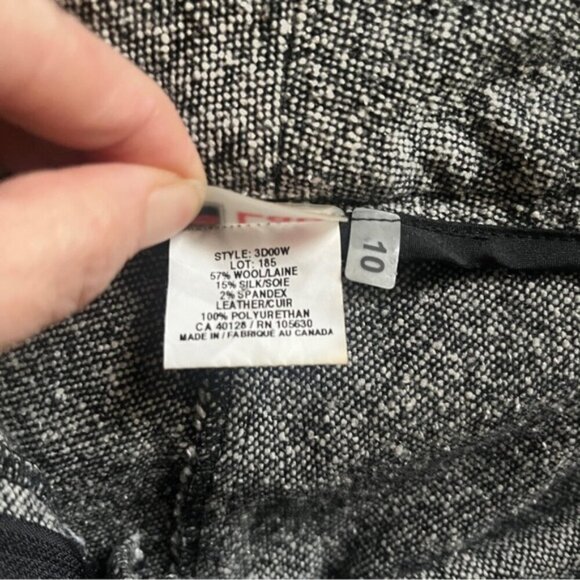 STYLE: 3D00W
LOT: 185
57% WOOL/LAINE
15% SILK/SOIE
2% SPANDEX
LEATHER/CUIR
100% POLYURETHAN
CA 40128 / RN 105630
MADE IN / FABRIQUE AU CANADA
10